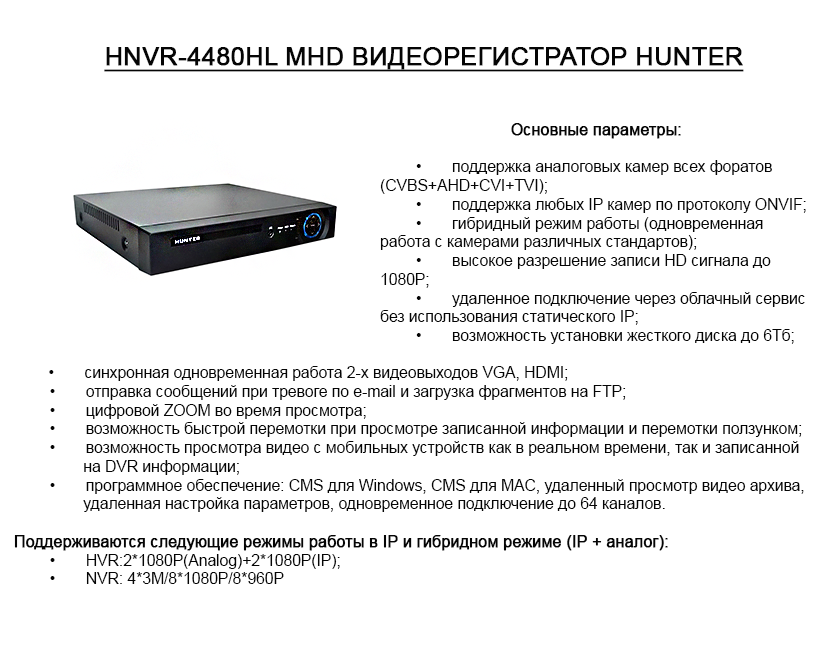 HNVR-4480HL MHD ВИДЕОРЕГИСТРАТОР HUNTER
Основные параметры:
• поддержка аналоговых камер всех форатов
(CVBS+AHD+CVI+TVI);
• поддержка любых IP камер по протоколу ONVIF;
• гибридный режим работы (одновременная
работа с камерами различных стандартов);
• высокое разрешение записи HD сигнала до
1080P;
• удаленное подключение через облачный сервис
без использования статического IP;
• возможность установки жесткого диска до 6Тб;
HUNTER
• синхронная одновременная работа 2-х видеовыходов VGA, HDMI;
• отправка сообщений при тревоге по e-mail и загрузка фрагментов на FTP;
• цифровой ZOOM во время просмотра;
• возможность быстрой перемотки при просмотре записанной информации и перемотки ползунком;
• возможность просмотра видео с мобильных устройств как в реальном времени, так и записанной
на DVR информации;
• программное обеспечение: CMS для Windows, CMS для MAC, удаленный просмотр видео архива,
удаленная настройка параметров, одновременное подключение до 64 каналов.
Поддерживаются следующие режимы работы в IP и гибридном режиме (IP + аналог):
• HVR:2*1080P(Analog)+2*1080P(IP);
• NVR: 4*3M/8*1080P/8*960P